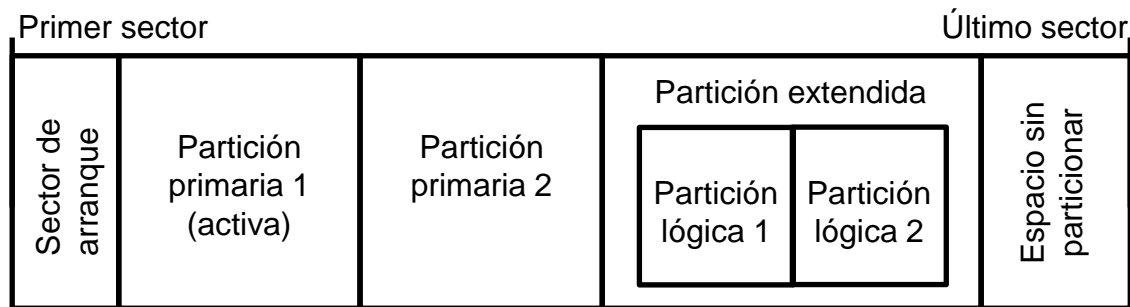 Primer sector
Último sector
Sector de
arranque
Partición
primaria 1
(activa)
Partición
primaria 2
Partición extendida
Partición
lógica 1
Partición
lógica 2
Espacio sin
particionar